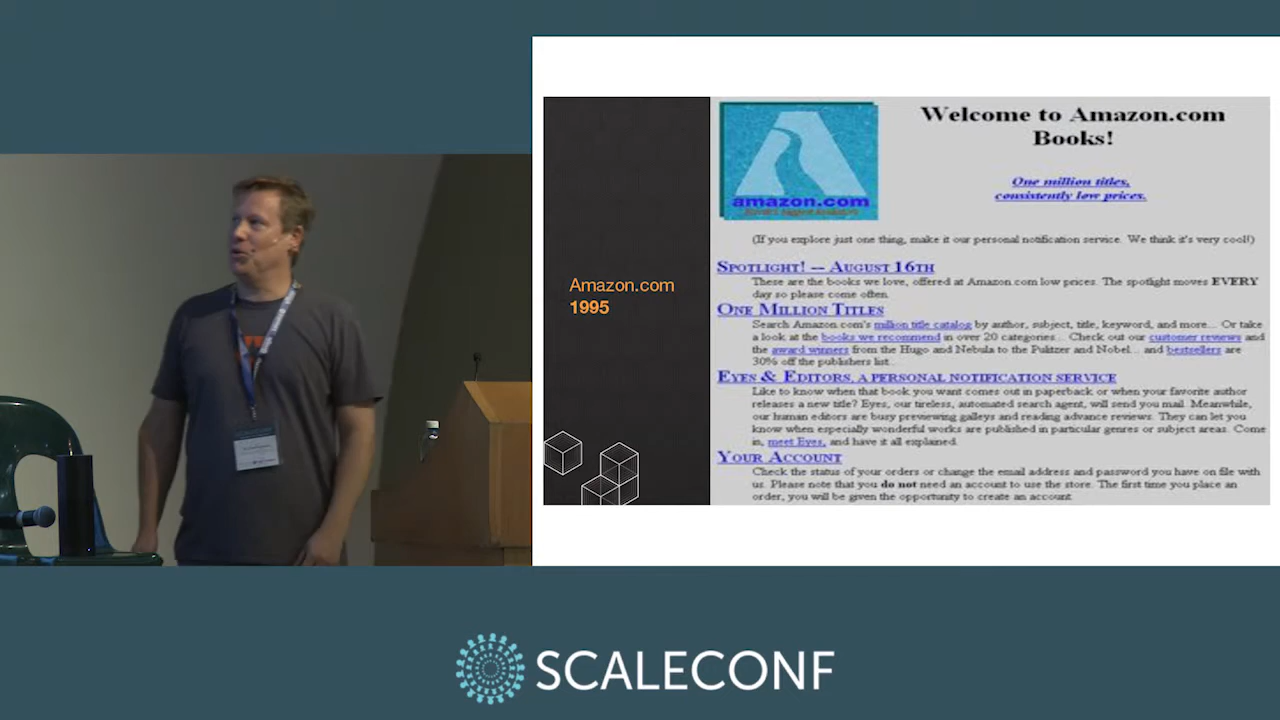 Amazon.com
1995
amazon.com
Welcome to Amazon.com
Books!
One million titles,
consistently low prices.
(If you explore just one thing, make it our personal notification service. We think it's very cool!)
SPOTLIGHT! -- AUGUST 16TH
These are the books we love, offered at Amazon.com low prices. The spotlight moves EVERY
day so please come often.
ONE MILLION TITLES
Search Amazon.com's million title catalog by author, subject, title, keyword, and more... Or take
a look at the books we recommend in over 20 categories... Check out our customer reviews and
the award winners from the Hugo and Nebula to the Pulitzer and Nobel... and bestsellers are
30% off the publishers list...
EYES & EDITORS, A PERSONAL NOTIFICATION SERVICE
Like to know when that book you want comes out in paperback or when your favorite author
releases a new title? Eyes, our tireless, automated search agent, will send you mail. Meanwhile,
our human editors are busy previewing galleys and reading advance reviews. They can let you
know when especially wonderful works are published in particular genres or subject areas. Come
in, meet Eyes, and have it all explained.
YOUR ACCOUNT
Check the status of your orders or change the email address and password you have on file with
us. Please note that you do not need an account to use the store. The first time you place an
order, you will be given the opportunity to create an account.
SCALECONF